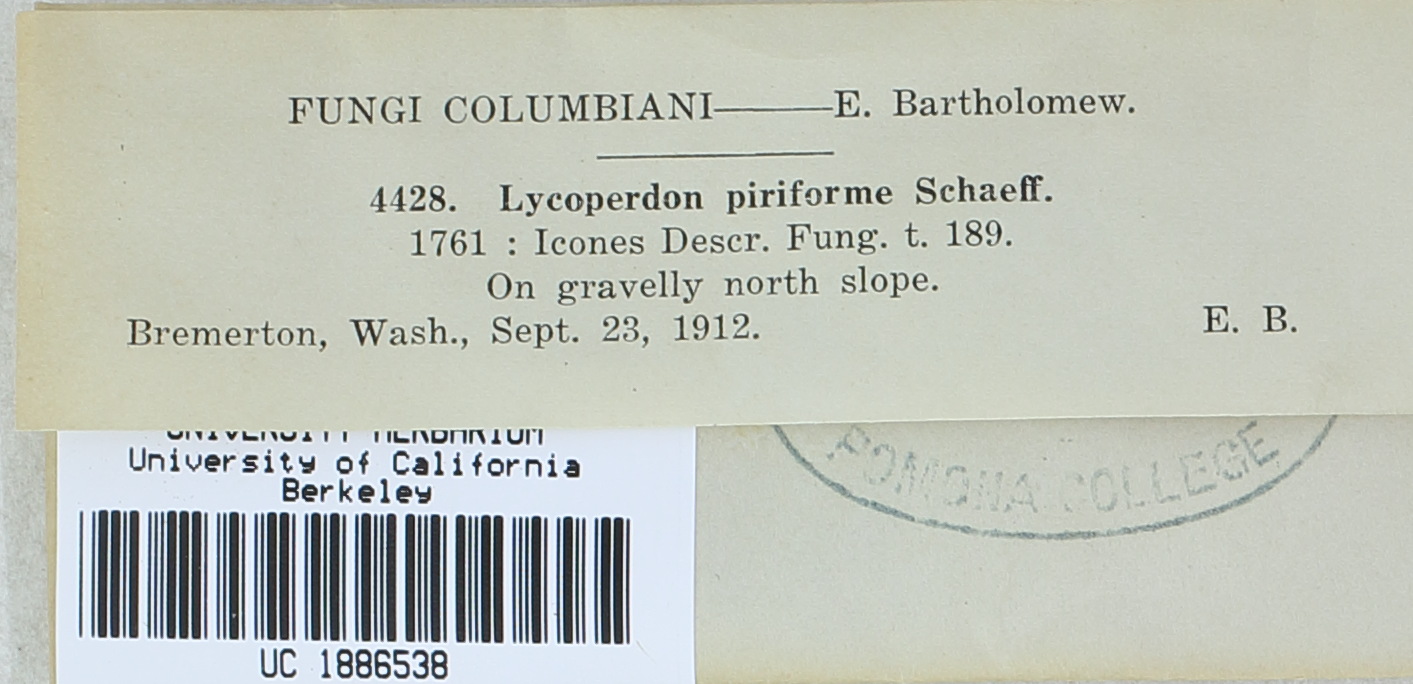 FUNGI COLUMBIANI——E. Bartholomew.
4428. Lycoperdon piriforme Schaeff.
1761 : Icones Descr. Fung. t. 189.
On gravelly north slope.
Bremerton, Wash., Sept. 23, 1912. E. B.
UNIVERSITY HERBARIUM
University of California
Berkeley
UC 1886538
POMONA COLLEGE